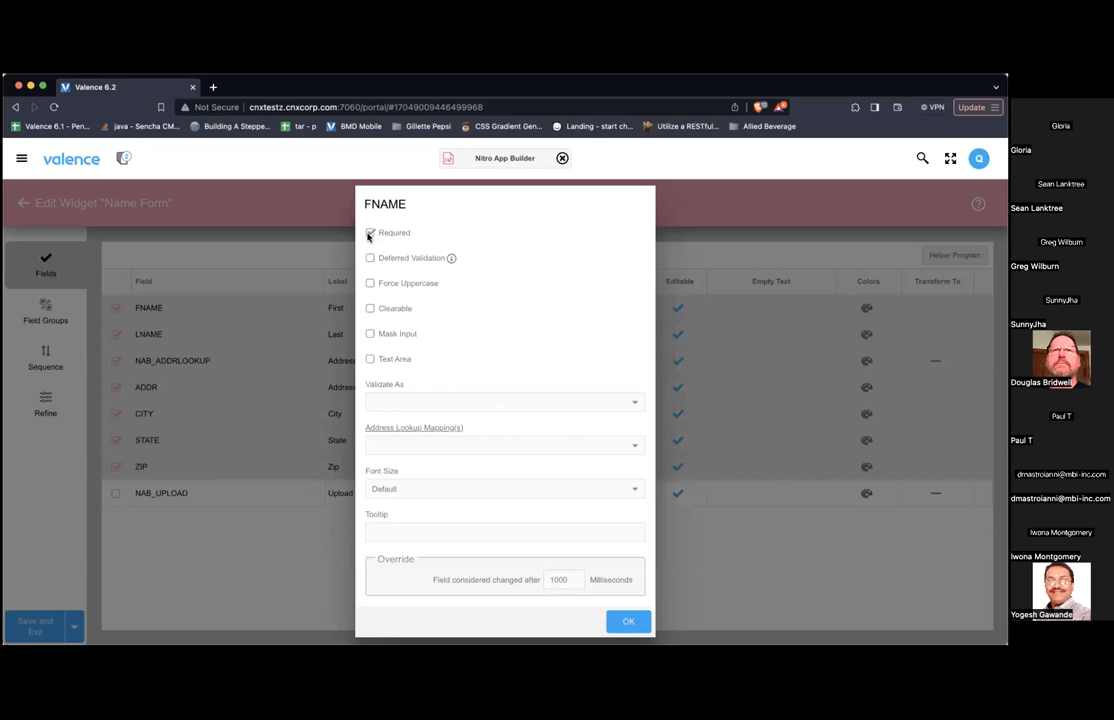 Valence 6.2
Not Secure cnxtestz.cnxcorp.com:7060/portal/#17049009446499968
VPN
Update
Valence 6.1 - Pen...
java - Sencha CM...
Building A Steppe...
tar - p
BMD Mobile
Gillette Pepsi
CSS Gradient Gen...
Landing - start ch...
Utilize a RESTful...
Allied Beverage
valence
Nitro App Builder
Q
Edit Widget "Name Form"
Fields
Field Groups
Sequence
Refine
Save and
Exit
Helper Program
Field
Label
Editable
Empty Text
Colors
Transform To
FNAME
First
LNAME
Last
NAB_ADDRLOOKUP
Addres
ADDR
Addres
CITY
City
STATE
State
ZIP
Zip
NAB_UPLOAD
Upload
FNAME
Required
Deferred Validation
Force Uppercase
Clearable
Mask Input
Text Area
Validate As
Address Lookup Mapping(s)
Font Size
Default
Tooltip
Override
Field considered changed after 1000 Milliseconds
OK
Gloria
Gloria
Sean Lanktree
Sean Lanktree
Greg Wilburn
Greg Wilburn
SunnyJha
SunnyJha
Douglas Bridwell
Paul T
Paul T
dmastroianni@mbi-inc.com
dmastroianni@mbi-inc.com
Iwona Montgomery
Iwona Montgomery
Yogesh Gawande